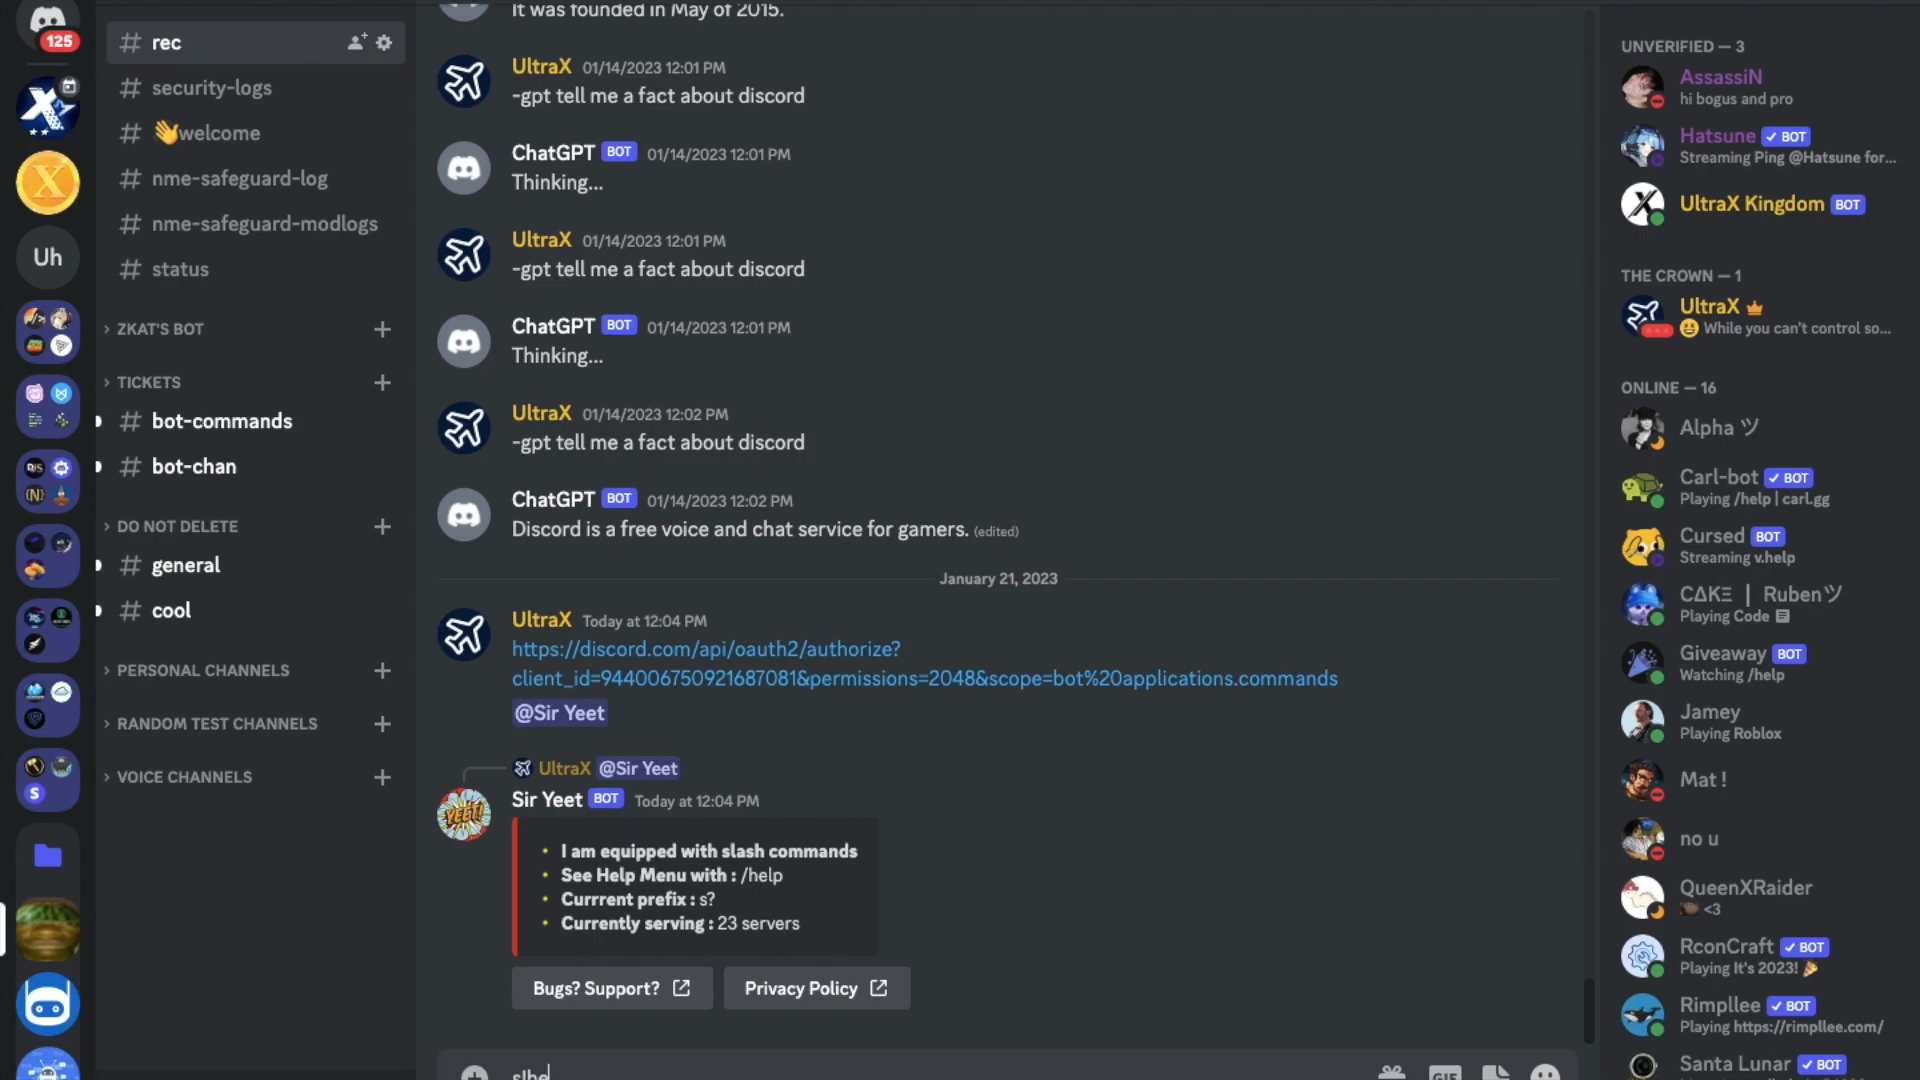 125
Uh
rec
security-logs
👋welcome
nme-safeguard-log
nme-safeguard-modlogs
status
ZKAT'S BOT
TICKETS
bot-commands
bot-chan
DO NOT DELETE
general
cool
PERSONAL CHANNELS
RANDOM TEST CHANNELS
VOICE CHANNELS
It was founded in May of 2015.
UltraX 01/14/2023 12:01 PM
-gpt tell me a fact about discord
ChatGPT BOT 01/14/2023 12:01 PM
Thinking...
UltraX 01/14/2023 12:01 PM
-gpt tell me a fact about discord
ChatGPT BOT 01/14/2023 12:01 PM
Thinking...
UltraX 01/14/2023 12:02 PM
-gpt tell me a fact about discord
ChatGPT BOT 01/14/2023 12:02 PM
Discord is a free voice and chat service for gamers. (edited)
January 21, 2023
UltraX Today at 12:04 PM
https://discord.com/api/oauth2/authorize?
client_id=944006750921687081&permissions=2048&scope=bot%20applications.commands
@Sir Yeet
UltraX @Sir Yeet
Sir Yeet BOT Today at 12:04 PM
YEET!
• I am equipped with slash commands
• See Help Menu with : /help
• Currrent prefix : s?
• Currently serving : 23 servers
Bugs? Support?
Privacy Policy
GIF
UNVERIFIED — 3
AssassiN
hi bogus and pro
Hatsune ✓ BOT
Streaming Ping @Hatsune for...
UltraX Kingdom BOT
THE CROWN — 1
UltraX
😀 While you can't control so...
ONLINE — 16
Alpha ツ
Carl-bot ✓ BOT
Playing /help | carl.gg
Cursed BOT
Streaming v.help
CΔKΞ | Rubenツ
Playing Code
Giveaway BOT
Watching /help
Jamey
Playing Roblox
Mat !
no u
QueenXRaider
<3
RconCraft ✓ BOT
Playing It's 2023! 🎉
Rimpllee ✓ BOT
Playing https://rimpllee.com/
Santa Lunar ✓ BOT